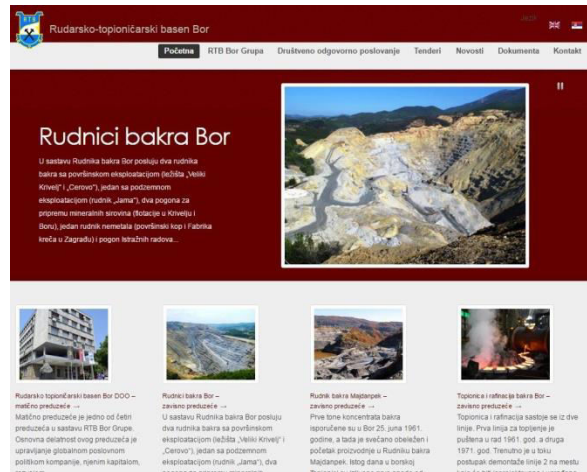 RTB
Rudarsko-topioničarski basen Bor
Početna RTB Bor Grupa Društveno odgovorno poslovanje Tenderi Novosti Dokumenta Kontakt
Rudnici bakra Bor
U sastavu Rudnika bakra Bor posluju dva rudnika
bakra sa površinskom eksploatacijom (ležišta „Veliki
Krivelj" i „Cerovo"), jedan sa podzemnom
eksploatacijom (rudnik „Jama"), dva pogona za
pripremu mineralnih sirovina (flotacije u Krivelju i
Boru), jedan rudnik nemetala (površinski kop i Fabrika
kreča u Zagrađu) i pogon Istražnih radova...
Rudarsko topioničarski basen Bor DOO –
matično preduzeće →
Matično preduzeće je jedno od četiri
preduzeća u sastavu RTB Bor Grupe.
Osnovna delatnost ovog preduzeća je
upravljanje globalnom poslovnom
politikom kompanije, njenim kapitalom,
Rudnici bakra Bor –
zavisno preduzeće →
U sastavu Rudnika bakra Bor posluju
dva rudnika bakra sa površinskom
eksploatacijom (ležišta „Veliki Krivelj" i
„Cerovo"), jedan sa podzemnom
eksploatacijom (rudnik „Jama"), dva
Rudnik bakra Majdanpek –
zavisno preduzeće →
Prve tone koncentrata bakra
isporučene su u Bor 25. juna 1961.
godine, a tada je svečano obeležen i
početak proizvodnje u Rudniku bakra
Majdanpek. Istog dana u borskoj
Topionica i rafinacija bakra Bor –
zavisno preduzeće →
Topionica i rafinacija sastoje se iz dve
linije. Prva linija za topljenje je
puštena u rad 1961. god. a druga
1971. god. Trenutno je u toku
postupak demontaže linije 2 na mestu